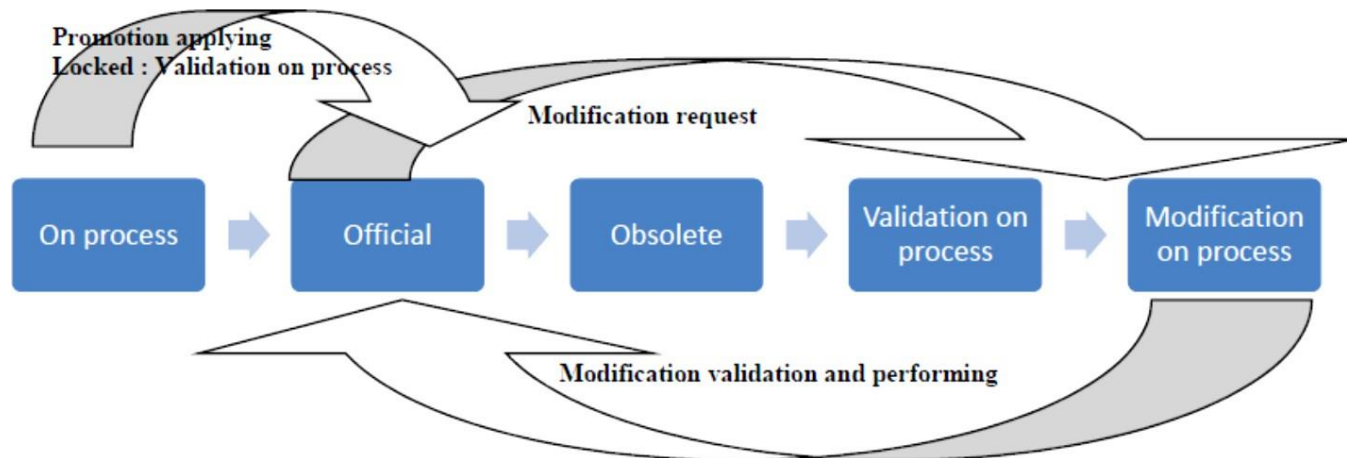 Promotion applying
Locked : Validation on process
Modification request
On process
Official
Obsolete
Validation on
process
Modification
on process
Modification validation and performing